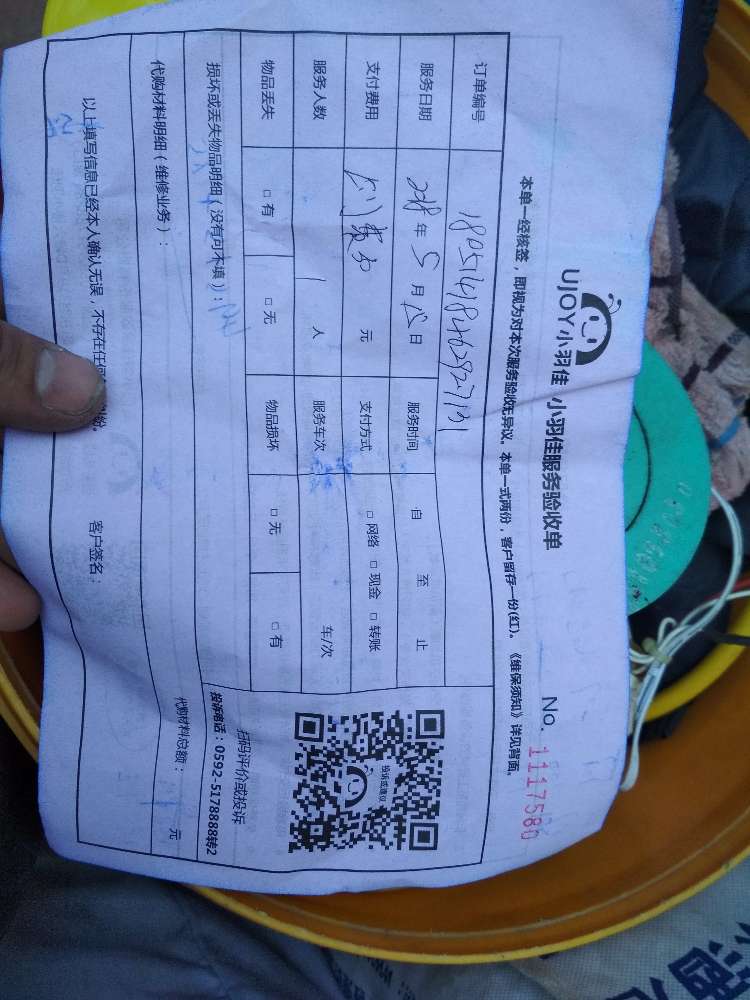 UJOY小羽佳 小羽佳服务验收单
No. 1117580
本单一经核签，即视为对本次服务验收无异议。本单一式两份，客户留存一份(红)。《维保须知》详见背面。
订单编号
服务日期 2018年5月15日 服务时间 自 至 止
支付费用 元 支付方式 □网络 □现金 □转账
服务人数 1 人 服务车次 车/次
物品丢失 □有 □无 物品损坏 □无 □有
投诉或建议
扫码评价或投诉
投诉电话：0592-5178888转2
损坏或丢失物品明细（没有可不填）：
代购材料明细（维修业务）： 代购材料总额： 元
以上填写信息已经本人确认无误，不存在任何 纷 客户签名：